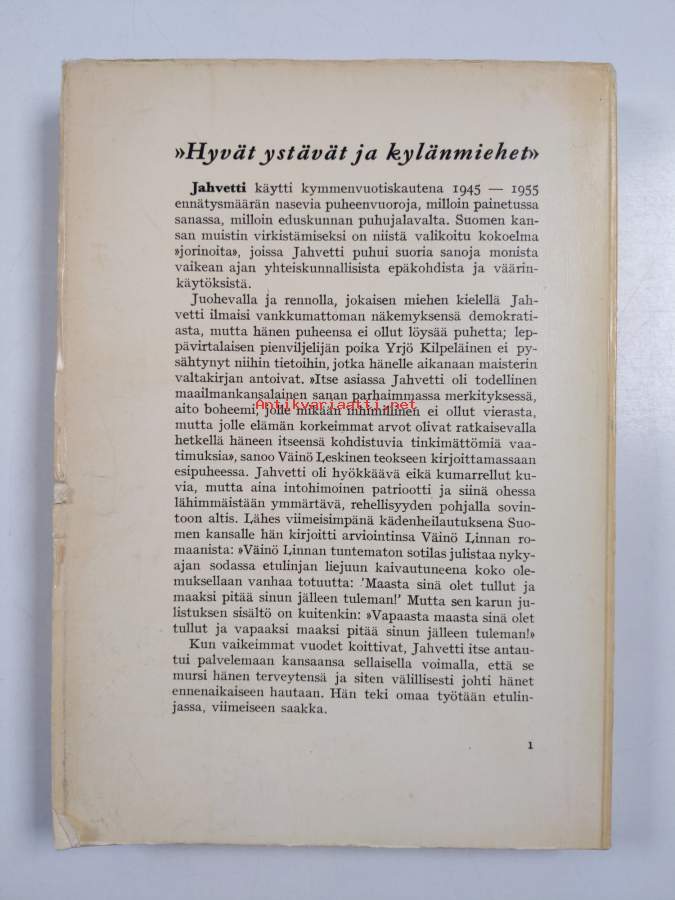 »Hyvät ystävät ja kylänmiehet»
Jahvetti käytti kymmenvuotiskautena 1945 — 1955
ennätysmäärän nasevia puheenvuoroja, milloin painetussa
sanassa, milloin eduskunnan puhujalavalta. Suomen kan-
san muistin virkistämiseksi on niistä valikoitu kokoelma
»jorinoita», joissa Jahvetti puhui suoria sanoja monista
vaikean ajan yhteiskunnallisista epäkohdista ja väärin-
käytöksistä.
Juohevalla ja rennolla, jokaisen miehen kielellä Jah-
vetti ilmaisi vankkumattoman näkemyksensä demokrati-
asta, mutta hänen puheensa ei ollut löysää puhetta; lep-
pävirtalaisen pienviljelijän poika Yrjö Kilpeläinen ei py-
sähtynyt niihin tietoihin, jotka hänelle aikanaan maisterin
valtakirjan antoivat. »Itse asiassa Jahvetti oli todellinen
maailmankansalainen sanan parhaimmassa merkityksessä,
aito boheemi, jolle mikään inhimillinen ei ollut vierasta,
Antikvariaatti.net
mutta jolle elämän korkeimmat arvot olivat ratkaisevalla
hetkellä häneen itseensä kohdistuvia tinkimättömiä vaa-
timuksia», sanoo Väinö Leskinen teokseen kirjoittamassaan
esipuheessa. Jahvetti oli hyökkäävä eikä kumarrellut ku-
via, mutta aina intohimoinen patriootti ja siinä ohessa
lähimmäistään ymmärtävä, rehellisyyden pohjalla sovin-
toon altis. Lähes viimeisimpänä kädenheilautuksena Suo-
men kansalle hän kirjoitti arviointinsa Väinö Linnan ro-
maanista: »Väinö Linnan tuntematon sotilas julistaa nyky-
ajan sodassa etulinjan liejuun kaivautuneena koko ole-
muksellaan vanhaa totuutta: 'Maasta sinä olet tullut ja
maaksi pitää sinun jälleen tuleman!' Mutta sen karun ju-
listuksen sisältö on kuitenkin: »Vapaasta maasta sinä olet
tullut ja vapaaksi maaksi pitää sinun jälleen tuleman!»
Kun vaikeimmat vuodet koittivat, Jahvetti itse antau-
tui palvelemaan kansaansa sellaisella voimalla, että se
mursi hänen terveytensä ja siten välillisesti johti hänet
ennenaikaiseen hautaan. Hän teki omaa työtään etulin-
jassa, viimeiseen saakka.
1